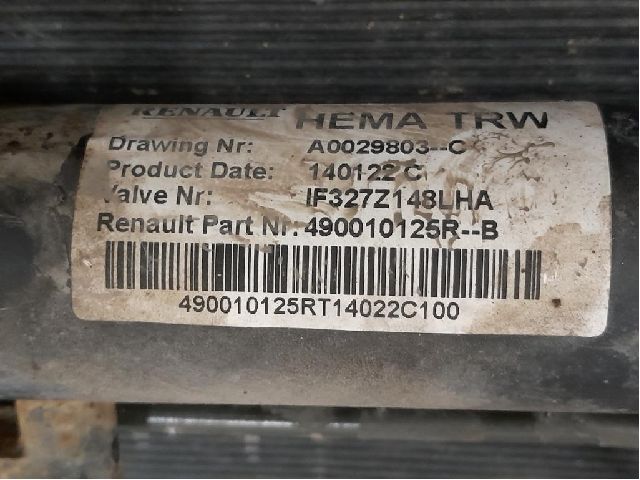 RENAULT HEMA TRW
Drawing Nr: A0029803--C
Product Date: 140122 C
Valve Nr: IF327Z148LHA
Renault Part Nr: 490010125R--B
490010125RT14022C100